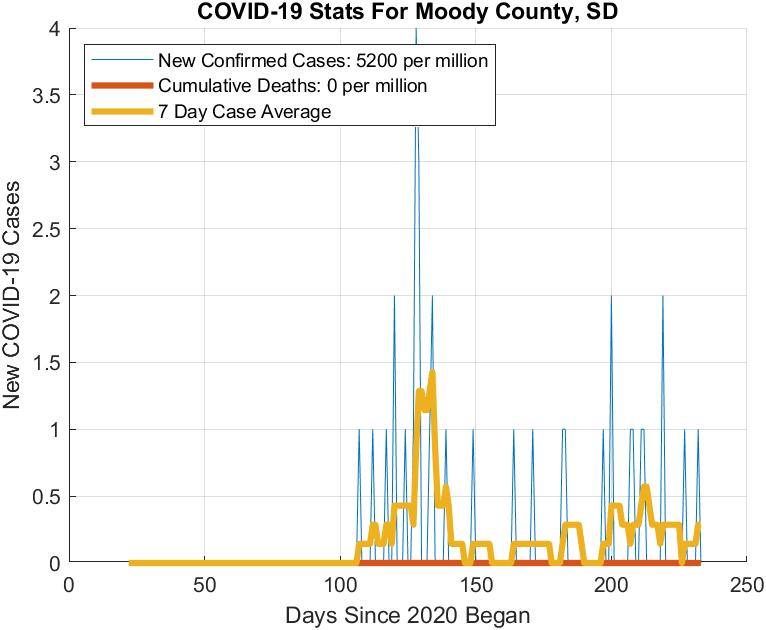 COVID-19 Stats For Moody County, SD
New Confirmed Cases: 5200 per million
Cumulative Deaths: 0 per million
7 Day Case Average
New COVID-19 Cases
4
3.5
3
2.5
2
1.5
1
0.5
0
0 50 100 150 200 250
Days Since 2020 Began